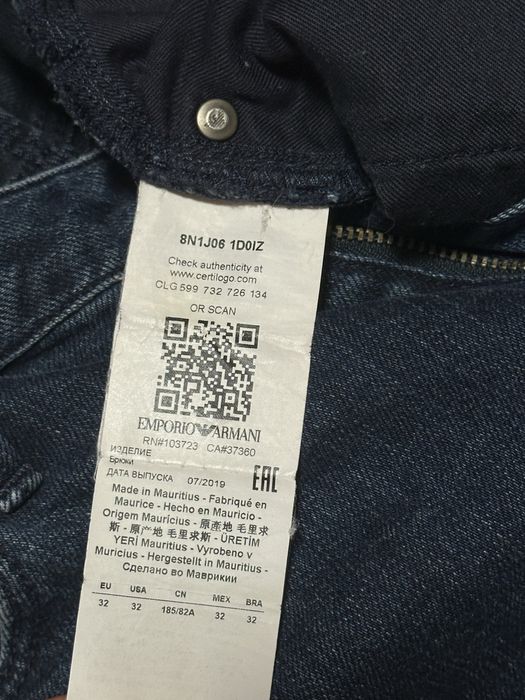 8N1J06 1D0IZ
Check authenticity at
www.certilogo.com
CLG 599 732 726 134
OR SCAN
EMPORIO ARMANI
RN#103723 CA#37360
ИЗДЕЛИЕ
Брюки
ДАТА ВЫПУСКА 07/2019
EAC
Made in Mauritius - Fabriqué en
Maurice - Hecho en Mauricio -
Origem Maurícius - 原產地 毛里求
斯 - 原产地 毛里求斯 - ÜRETİM
YERİ Mauritius - Vyrobeno v
Muricius - Hergestellt in Mauritius -
Сделано во Маврикии
EU USA CN MEX BRA
32 32 185/82A 32 32